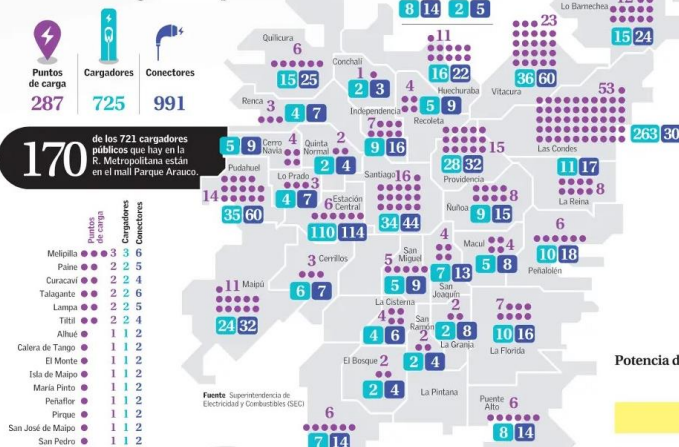 8 14 2 5
Puntos de carga
287
Cargadores
725
Conectores
991
170
de los 721 cargadores
públicos que hay en la
R. Metropolitana están
en el mall Parque Arauco.
Puntos de carga
Cargadores
Conectores
Melipilla 3 3 6
Paine 2 2 5
Curacaví 2 2 4
Talagante 2 2 6
Lampa 2 2 5
Tiltil 2 2 4
Alhué 1 1 2
Calera de Tango 1 1 2
El Monte 1 1 2
Isla de Maipo 1 1 2
María Pinto 1 1 2
Peñaflor 1 1 2
Pirque 1 1 2
San José de Maipo 1 1 2
San Pedro 1 1 2
Lo Barnechea
12
15 24
Quilicura
6
15 25
Conchalí
1
2 3
11
16 22
Huechuraba
23
36 60
Vitacura
Renca
3
4 7
Independencia
7
9 16
4
5 9
Recoleta
53
263 30
Las Condes
5 9
Cerro Navia
4
Quinta Normal
2
2 4
15
28 32
Providencia
11 17
8
La Reina
Pudahuel
14
35 60
Lo Prado
3
4 7
Estación Central
6
110 114
Santiago
16
34 44
Ñuñoa
8
9 15
6
10 18
Peñalolén
11
Maipú
24 32
3
Cerrillos
6 7
San Miguel
5
5 9
4
7 13
San Joaquín
Macul
4
5 8
La Cisterna
4
4 6
San Ramón
2
2 4
2
2 8
La Granja
7
10 16
La Florida
El Bosque
2
2 4
La Pintana
Puente Alto
6
8 14
6
7 14
Fuente Superintendencia de
Electricidad y Combustibles (SEC)
Potencia d